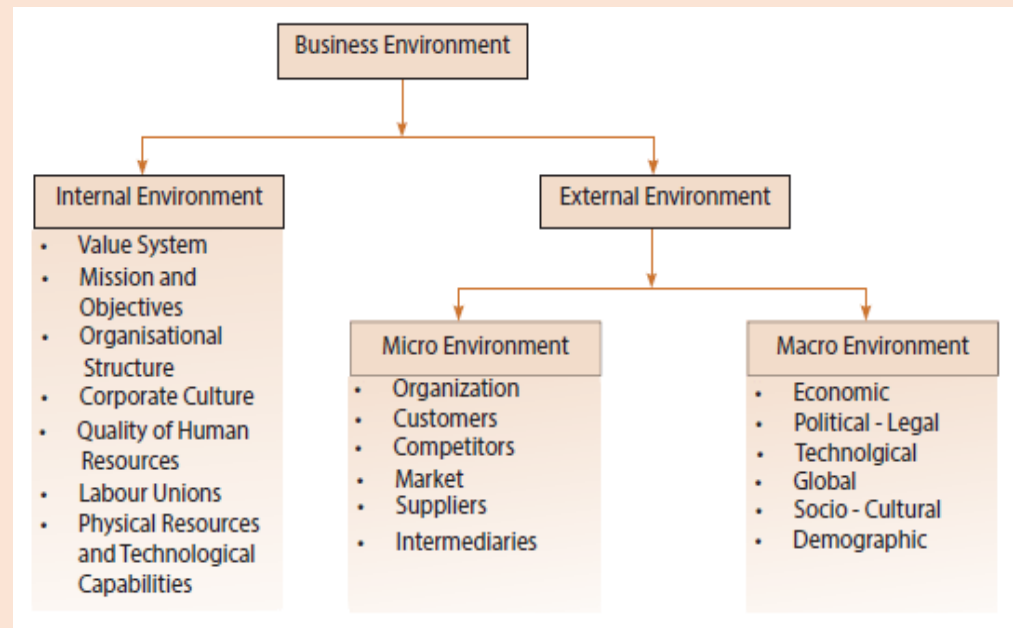 Business Environment
Internal Environment
• Value System
• Mission and
Objectives
• Organisational
Structure
• Corporate Culture
• Quality of Human
Resources
• Labour Unions
• Physical Resources
and Technological
Capabilities
External Environment
Micro Environment
• Organization
• Customers
• Competitors
• Market
• Suppliers
• Intermediaries
Macro Environment
• Economic
• Political - Legal
• Technolgical
• Global
• Socio - Cultural
• Demographic